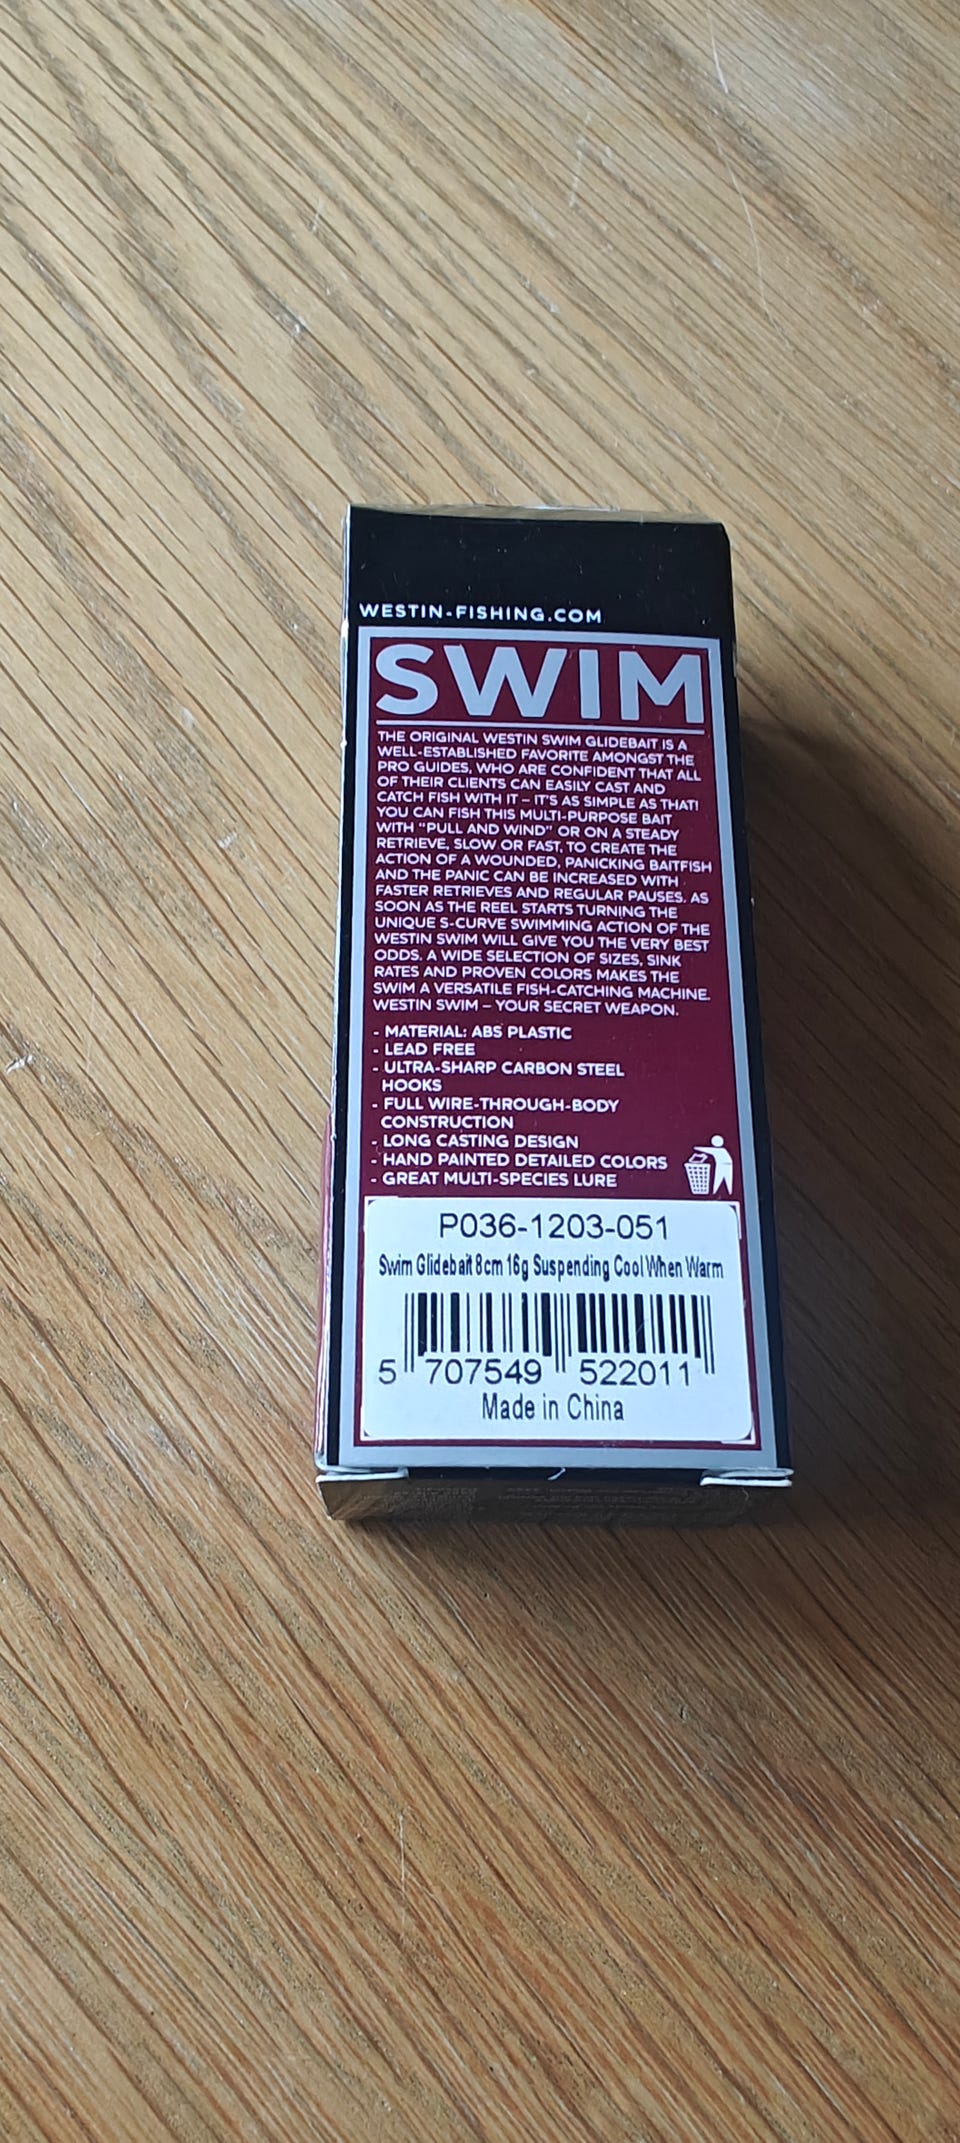 WESTIN-FISHING.COM
SWIM
THE ORIGINAL WESTIN SWIM GLIDEBAIT IS A
WELL-ESTABLISHED FAVORITE AMONGST THE
PRO GUIDES, WHO ARE CONFIDENT THAT ALL
OF THEIR CLIENTS CAN EASILY CAST AND
CATCH FISH WITH IT – IT'S AS SIMPLE AS THAT!
YOU CAN FISH THIS MULTI-PURPOSE BAIT
WITH "PULL AND WIND" OR ON A STEADY
RETRIEVE, SLOW OR FAST, TO CREATE THE
ACTION OF A WOUNDED, PANICKING BAITFISH
AND THE PANIC CAN BE INCREASED WITH
FASTER RETRIEVES AND REGULAR PAUSES. AS
SOON AS THE REEL STARTS TURNING THE
UNIQUE S-CURVE SWIMMING ACTION OF THE
WESTIN SWIM WILL GIVE YOU THE VERY BEST
ODDS. A WIDE SELECTION OF SIZES, SINK
RATES AND PROVEN COLORS MAKES THE
SWIM A VERSATILE FISH-CATCHING MACHINE.
WESTIN SWIM – YOUR SECRET WEAPON.
- MATERIAL: ABS PLASTIC
- LEAD FREE
- ULTRA-SHARP CARBON STEEL
HOOKS
- FULL WIRE-THROUGH-BODY
CONSTRUCTION
- LONG CASTING DESIGN
- HAND PAINTED DETAILED COLORS
- GREAT MULTI-SPECIES LURE
P036-1203-051
Swim Glidebait 8cm 16g Suspending Cool When Warm
5 707549 522011
Made in China